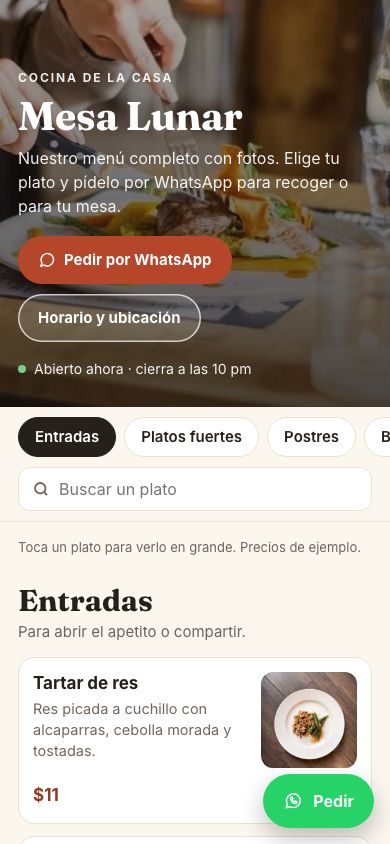 COCINA DE LA CASA
Mesa Lunar
Nuestro menú completo con fotos. Elige tu
plato y pídelo por WhatsApp para recoger o
para tu mesa.
Pedir por WhatsApp
Horario y ubicación
Abierto ahora · cierra a las 10 pm
Entradas
Platos fuertes
Postres
B
Buscar un plato
Toca un plato para verlo en grande. Precios de ejemplo.
Entradas
Para abrir el apetito o compartir.
Tartar de res
Res picada a cuchillo con
alcaparras, cebolla morada y
tostadas.
$11
Pedir